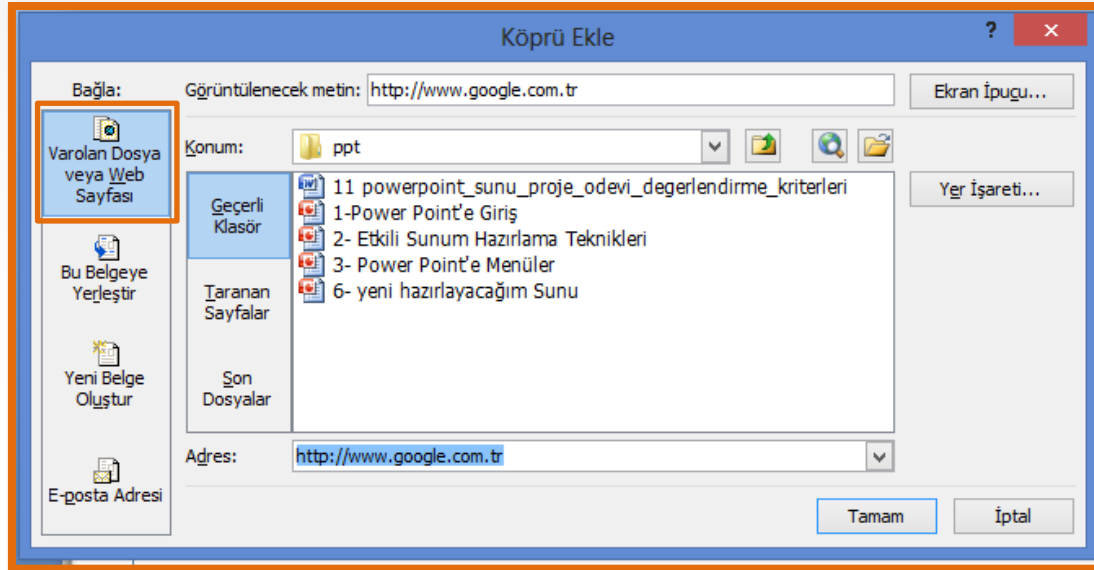 Köprü Ekle
?
Bağla:
Görüntülenecek metin: http://www.google.com.tr
Ekran İpucu...
Varolan Dosya
veya Web
Sayfası
Konum: ppt
Geçerli
Klasör
Taranan
Sayfalar
Son
Dosyalar
11 powerpoint_sunu_proje_odevi_degerlendirme_kriterleri
1-Power Point'e Giriş
2- Etkili Sunum Hazırlama Teknikleri
3- Power Point'e Menüler
6- yeni hazırlayacağım Sunu
Yer İşareti...
Bu Belgeye
Yerleştir
Yeni Belge
Oluştur
E-posta Adresi
Adres: http://www.google.com.tr
Tamam
İptal